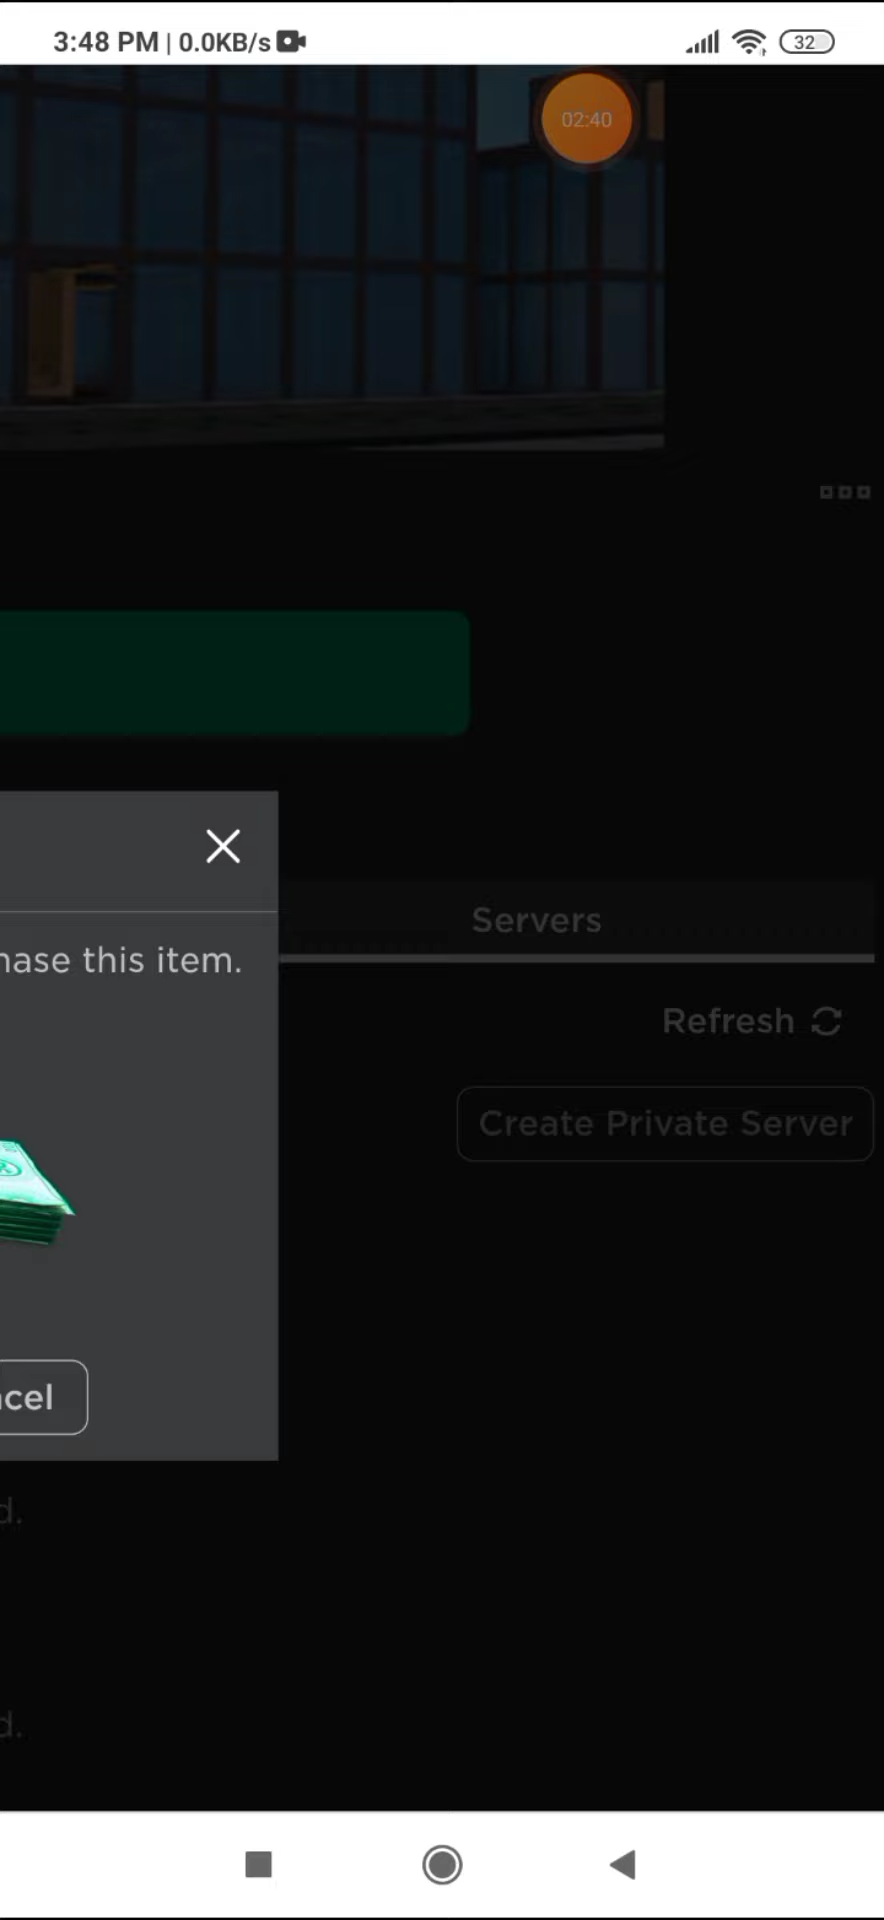 3:48 PM | 0.0KB/s
32
02:40
Servers
hase this item.
Refresh
Create Private Server
cel
d.
d.